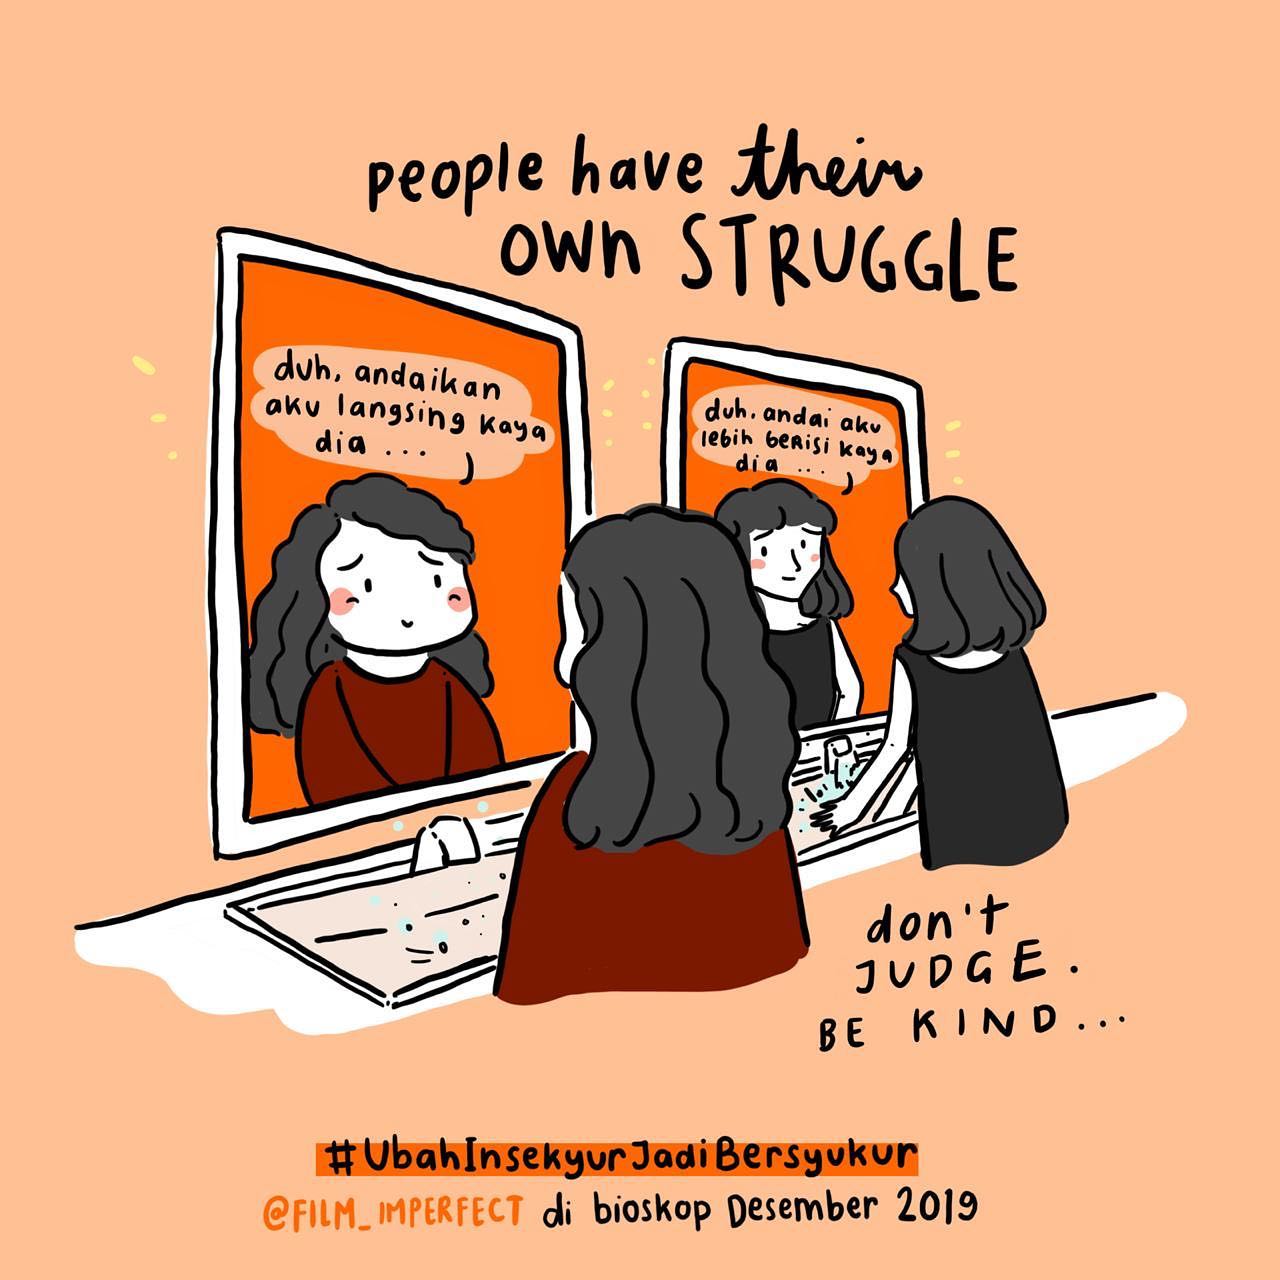 people have their
own STRUGGLE
duh, andaikan
aku langsing kaya
dia ...
duh, andai aku
lebih berisi kaya
dia ...
don't
JUDGE.
BE KIND...
#UbahInsekyurJadiBersyukur
@FILM_IMPERFECT di bioskop Desember 2019